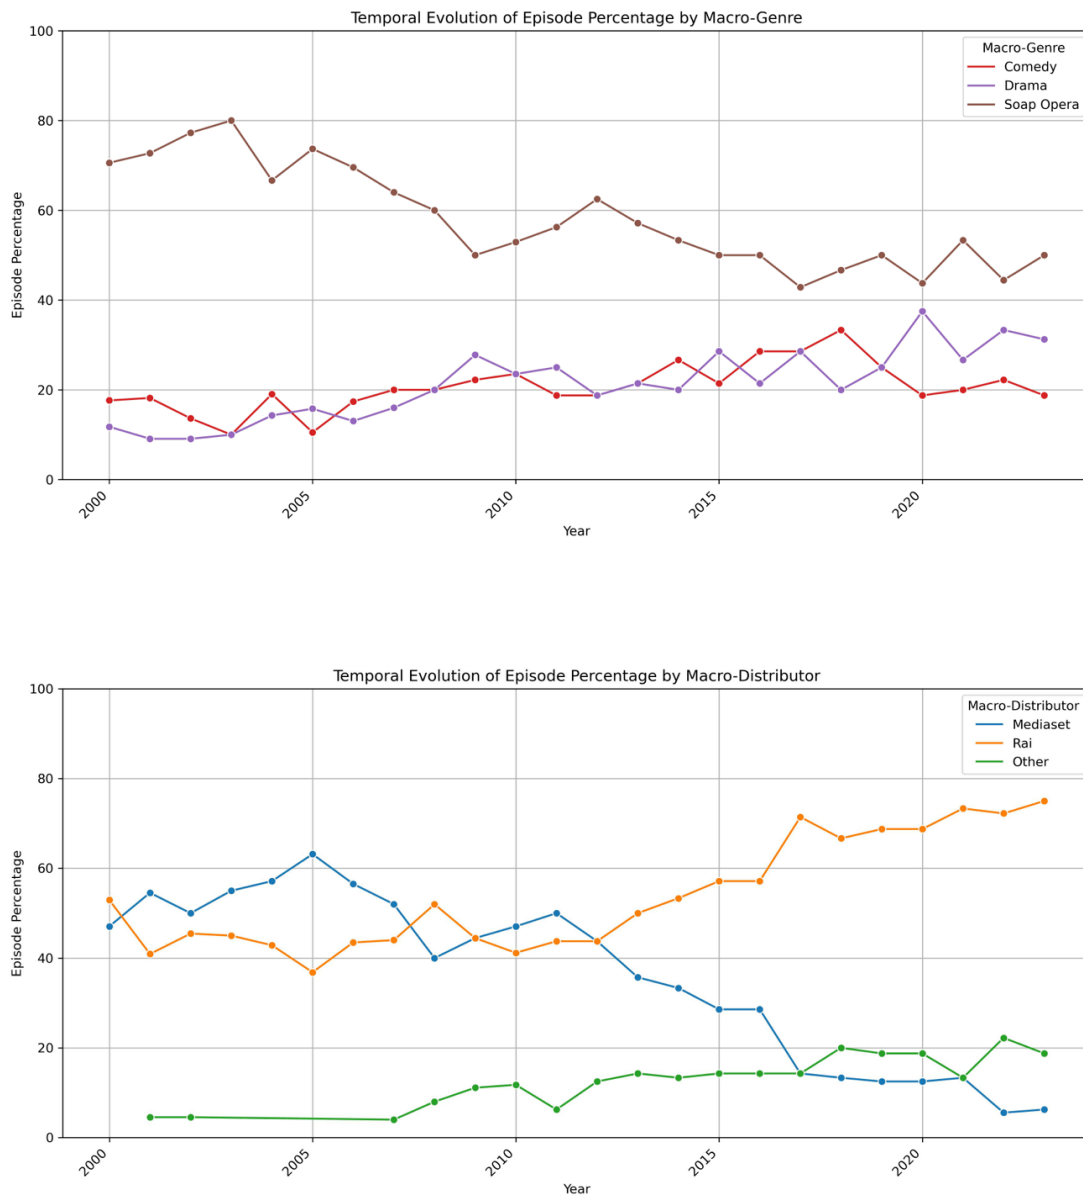 Temporal Evolution of Episode Percentage by Macro-Genre
100
80
60
40
20
0
Episode Percentage
Macro-Genre
Comedy
Drama
Soap Opera
2000
2005
2010
2015
2020
Year
Temporal Evolution of Episode Percentage by Macro-Distributor
100
80
60
40
20
0
Episode Percentage
Macro-Distributor
Mediaset
Rai
Other
2000
2005
2010
2015
2020
Year